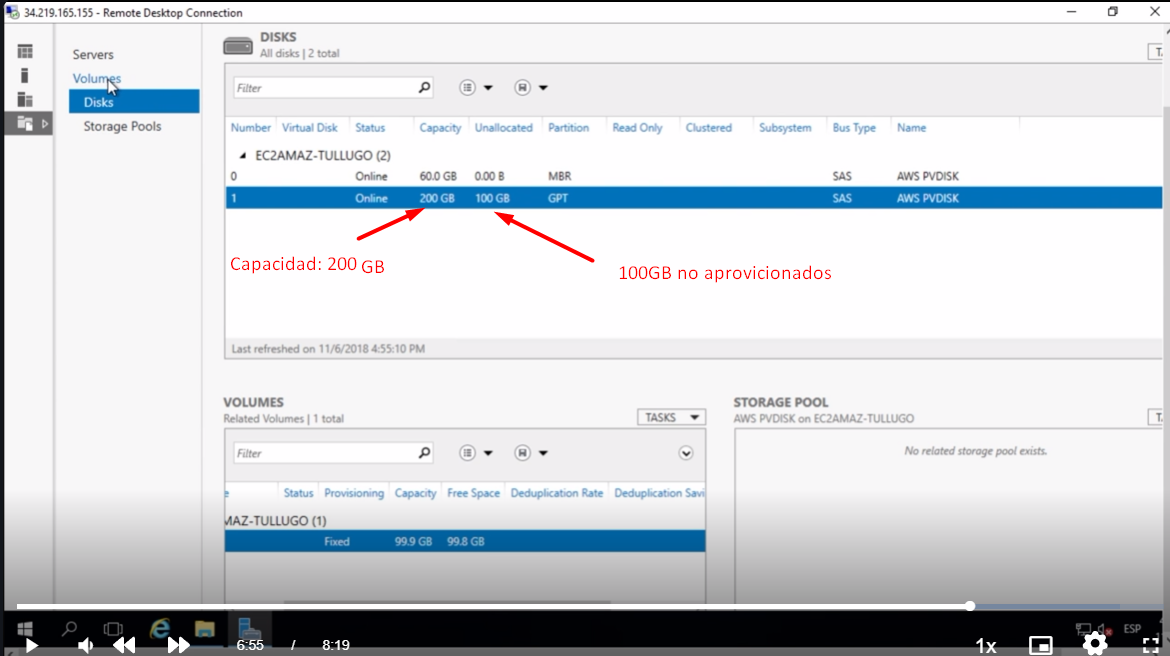 34.219.165.155 - Remote Desktop Connection
Servers
Volumes
Disks
Storage Pools
DISKS
All disks | 2 total
Filter
Number Virtual Disk Status Capacity Unallocated Partition Read Only Clustered Subsystem Bus Type Name
EC2AMAZ-TULLUGO (2)
0 Online 60.0 GB 0.00 B MBR SAS AWS PVDISK
1 Online 200 GB 100 GB GPT SAS AWS PVDISK
Capacidad: 200 GB
100GB no aprovicionados
Last refreshed on 11/6/2018 4:55:10 PM
VOLUMES
Related Volumes | 1 total
TASKS
Filter
Status Provisioning Capacity Free Space Deduplication Rate Deduplication Savi
MAZ-TULLUGO (1)
Fixed 99.9 GB 99.8 GB
STORAGE POOL
AWS PVDISK on EC2AMAZ-TULLUGO
No related storage pool exists.
ESP
6:55 / 8:19
1x